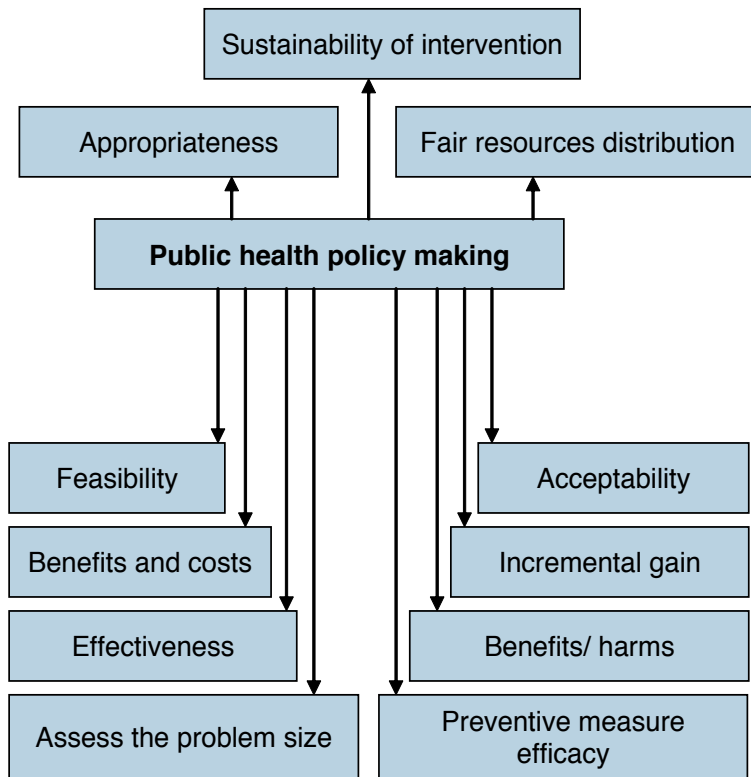 Sustainability of intervention
Appropriateness
Fair resources distribution
Public health policy making
Feasibility
Acceptability
Benefits and costs
Incremental gain
Effectiveness
Benefits/ harms
Assess the problem size
Preventive measure
efficacy